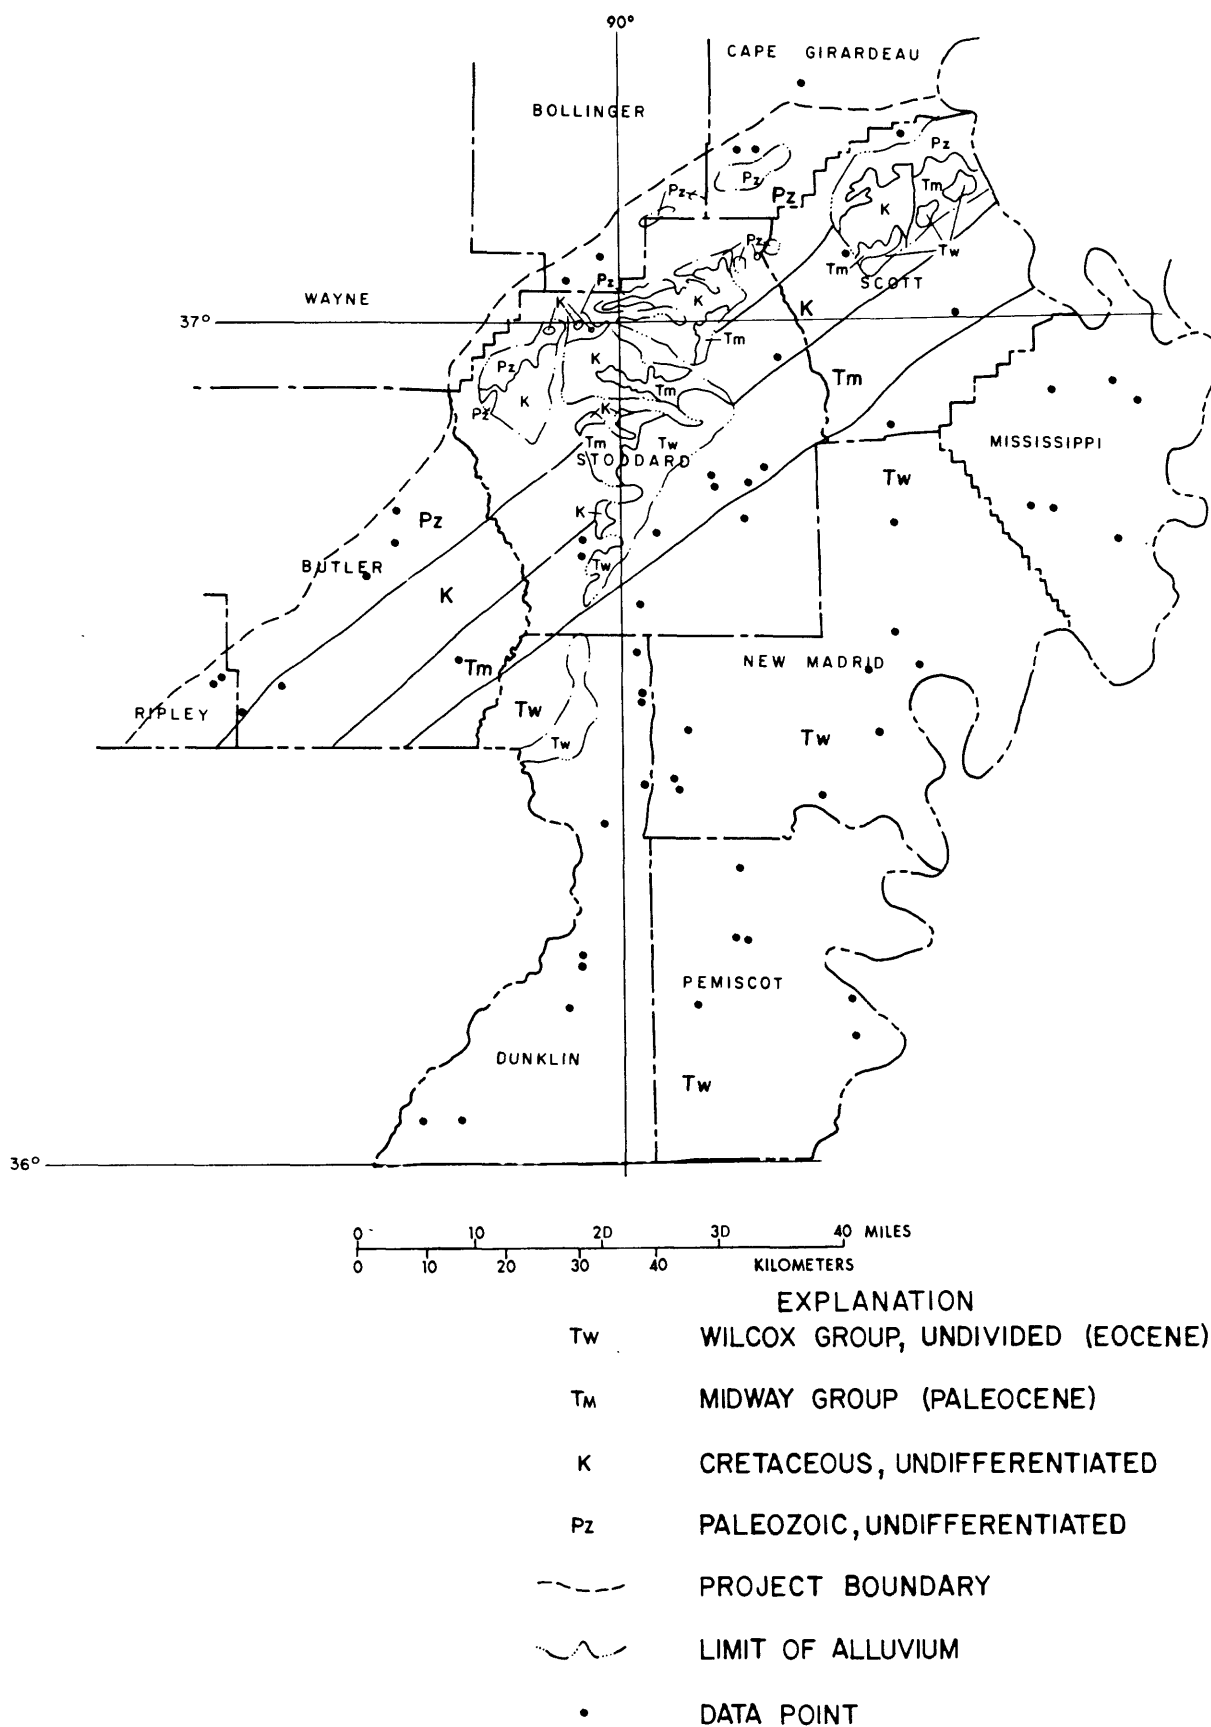 90°
CAPE GIRARDEAU
BOLLINGER
Pz
Pz
Pz
Pz
Tm
K
Pz
Tw
Tm
SCOTT
Pz
WAYNE
K
K
K
37°
Tm
K
Pz
Tm
Tm
K
Pz
K
MISSISSIPPI
Tm
Tw
STODDARD
Tw
K
Pz
Tw
BUTLER
K
NEW MADRID
Tm
RIPLEY
Tw
Tw
Tw
PEMISCOT
DUNKLIN
Tw
36°
0 10 2D 3D 40 MILES
0 10 20 30 40 KILOMETERS
EXPLANATION
Tw WILCOX GROUP, UNDIVIDED (EOCENE)
TM MIDWAY GROUP (PALEOCENE)
K CRETACEOUS, UNDIFFERENTIATED
Pz PALEOZOIC, UNDIFFERENTIATED
PROJECT BOUNDARY
LIMIT OF ALLUVIUM
DATA POINT